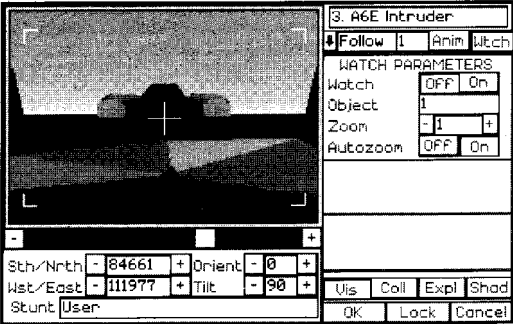 3. A6E Intruder
Follow 1 Anim Wtch
WATCH PARAMETERS
Watch OFF On
Object 1
Zoom - 1 +
Autozoom OFF On
- +
Sth/Nrth - 84661 + Orient - 0 +
Wst/East - 111977 + Tilt - 90 +
Stunt User
Vis Coll Expl Shad
OK Lock Cancel